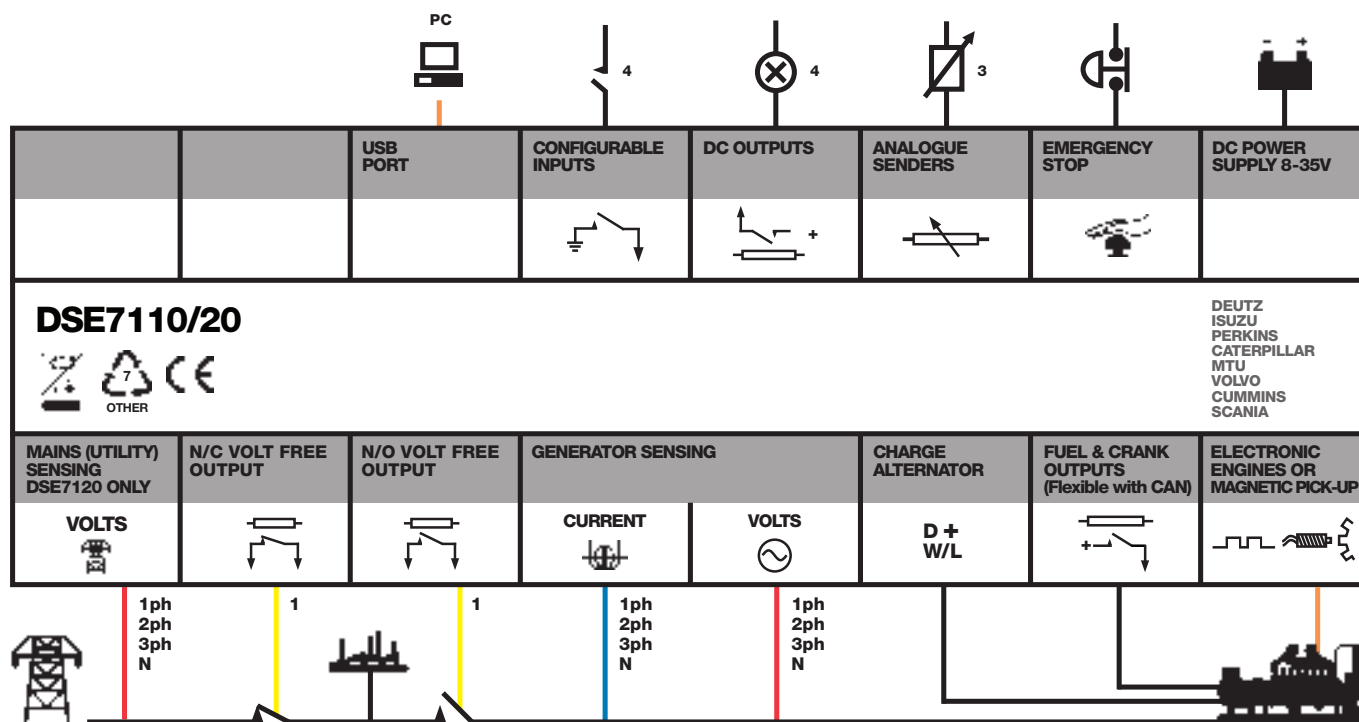 PC
4
4
3
- +
USB
PORT
CONFIGURABLE
INPUTS
DC OUTPUTS
ANALOGUE
SENDERS
EMERGENCY
STOP
DC POWER
SUPPLY 8-35V
+
DSE7110/20
7
OTHER
CE
DEUTZ
ISUZU
PERKINS
CATERPILLAR
MTU
VOLVO
CUMMINS
SCANIA
MAINS (UTILITY)
SENSING
DSE7120 ONLY
N/C VOLT FREE
OUTPUT
N/O VOLT FREE
OUTPUT
GENERATOR SENSING
CHARGE
ALTERNATOR
FUEL & CRANK
OUTPUTS
(Flexible with CAN)
ELECTRONIC
ENGINES OR
MAGNETIC PICK-UP
VOLTS
CURRENT
VOLTS
D +
W/L
+
1ph
2ph
3ph
N
1
1
1ph
2ph
3ph
N
1ph
2ph
3ph
N